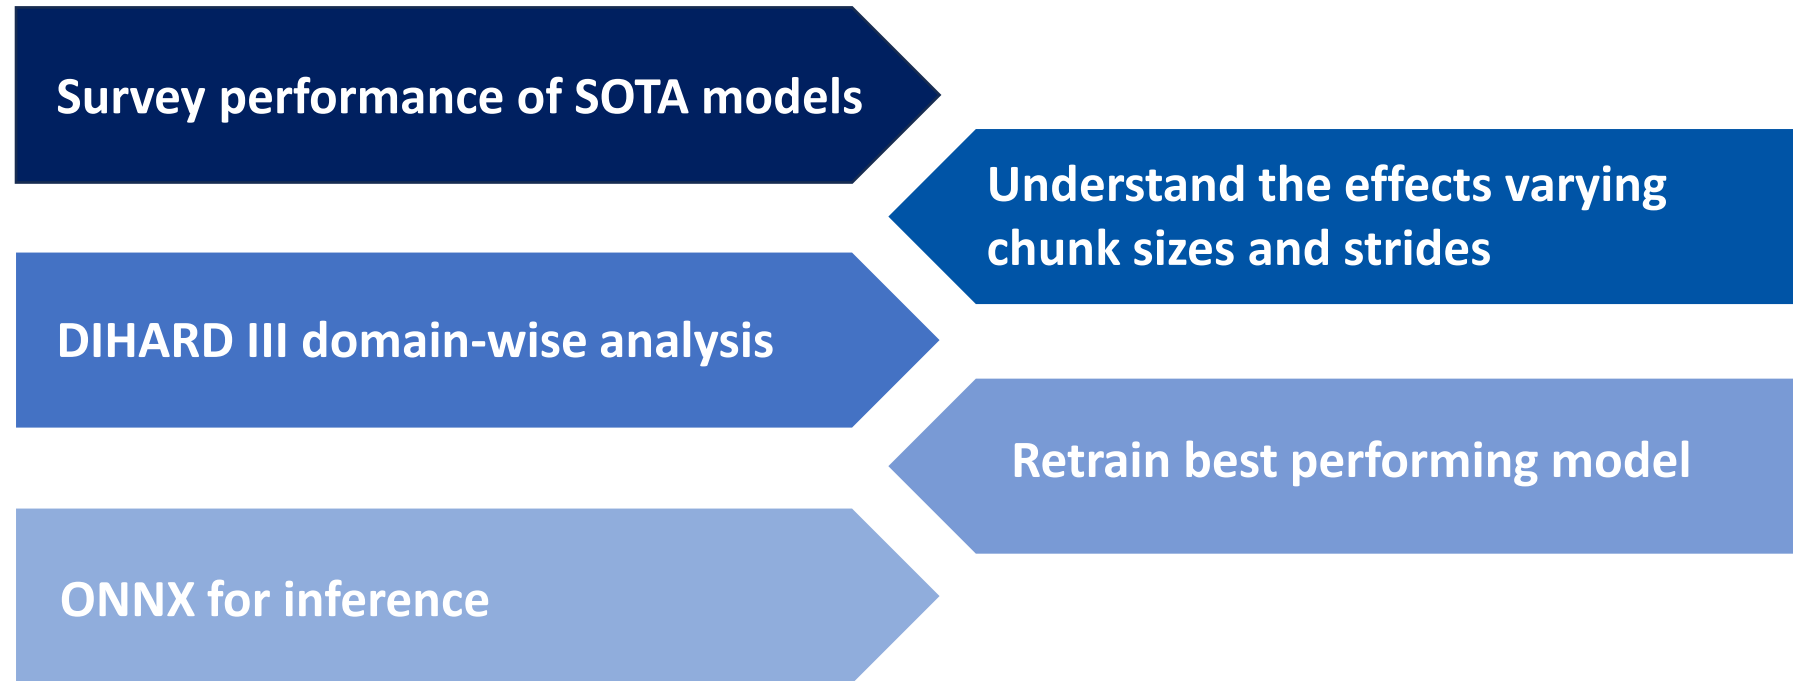 Survey performance of SOTA models
Understand the effects varying
chunk sizes and strides
DIHARD III domain-wise analysis
Retrain best performing model
ONNX for inference